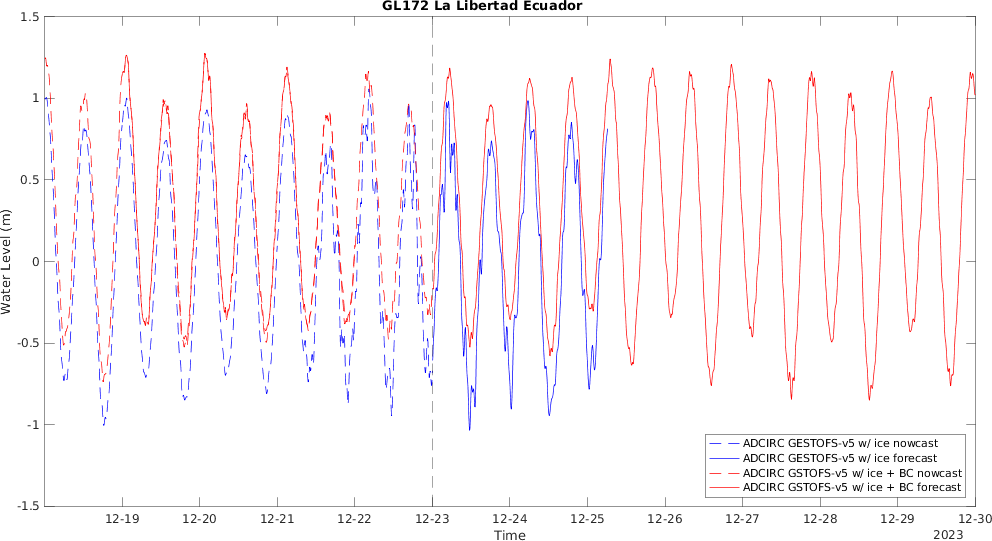 GL172 La Libertad Ecuador
1.5
1
0.5
0
-0.5
-1
-1.5
Water Level (m)
ADCIRC GESTOFS-v5 w/ ice nowcast
ADCIRC GESTOFS-v5 w/ ice forecast
ADCIRC GSTOFS-v5 w/ ice + BC nowcast
ADCIRC GSTOFS-v5 w/ ice + BC forecast
12-19 12-20 12-21 12-22 12-23 12-24 12-25 12-26 12-27 12-28 12-29 12-30
Time
2023